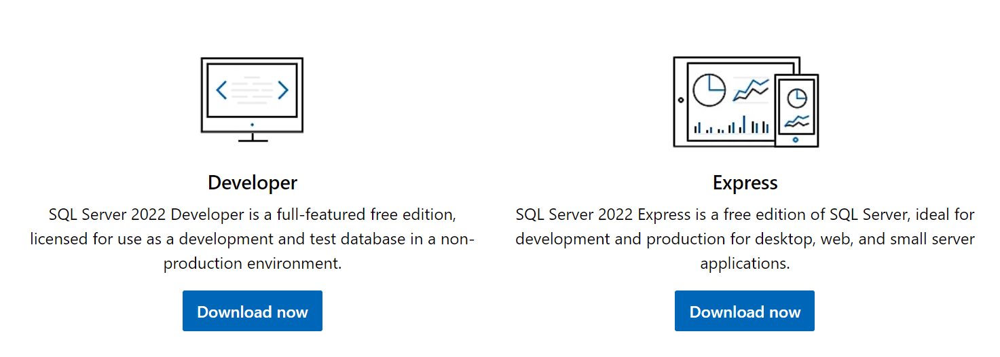 Developer
SQL Server 2022 Developer is a full-featured free edition,
licensed for use as a development and test database in a non-
production environment.
Download now
Express
SQL Server 2022 Express is a free edition of SQL Server, ideal for
development and production for desktop, web, and small server
applications.
Download now